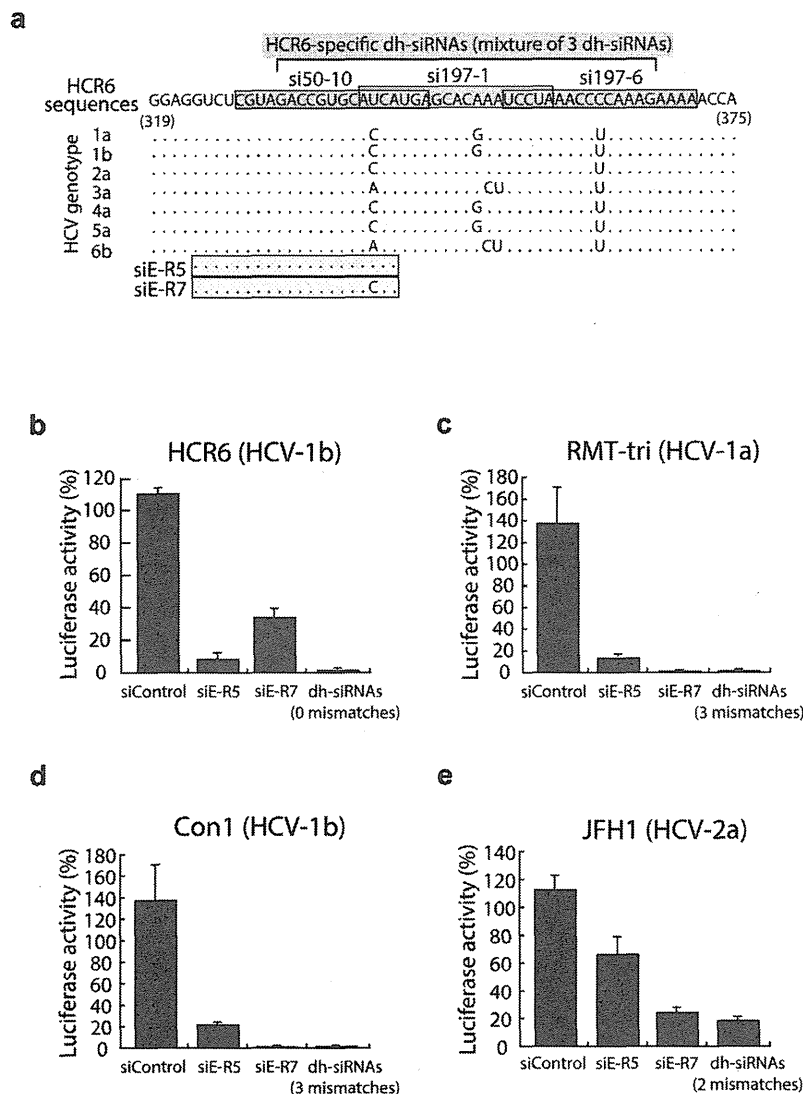 a
HCR6-specific dh-siRNAs (mixture of 3 dh-siRNAs)
si50-10 si197-1 si197-6
HCR6 sequences GGAGGUCUCGUAGACCGUGCAUCAUGAGCACAAAUCCUAAACCCCAAAGAAAAACCA
(319) (375)
HCV genotype
1a C G U
1b C G U
2a C U
3a A CU U
4a C G U
5a C G U
6b A CU U
siE-R5
siE-R7 C
b
HCR6 (HCV-1b)
Luciferase activity (%)
120
100
80
60
40
20
0
siControl siE-R5 siE-R7 dh-siRNAs
(0 mismatches)
c
RMT-tri (HCV-1a)
Luciferase activity (%)
180
160
140
120
100
80
60
40
20
0
siControl siE-R5 siE-R7 dh-siRNAs
(3 mismatches)
d
Con1 (HCV-1b)
Luciferase activity (%)
180
160
140
120
100
80
60
40
20
0
siControl siE-R5 siE-R7 dh-siRNAs
(3 mismatches)
e
JFH1 (HCV-2a)
Luciferase activity (%)
140
120
100
80
60
40
20
0
siControl siE-R5 siE-R7 dh-siRNAs
(2 mismatches)